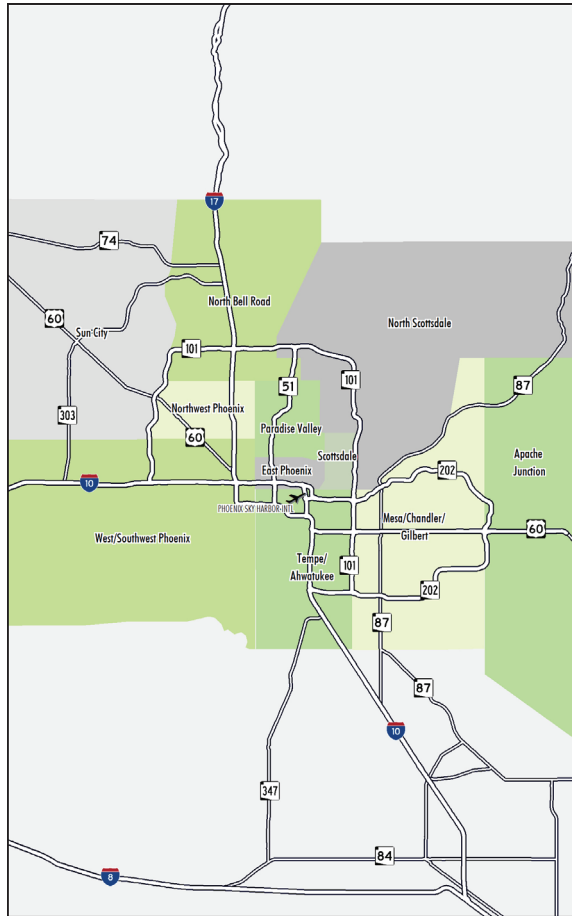 17
74
North Bell Road
60
Sun City
North Scottsdale
101
51
101
87
303
Northwest Phoenix
60
Paradise Valley
Scottsdale
Apache
Junction
10
East Phoenix
202
PHOENIX SKY HARBOR-INTL
Mesa/Chandler/
Gilbert
60
West/Southwest Phoenix
Tempe/
Ahwatukee
101
202
87
87
10
347
84
8